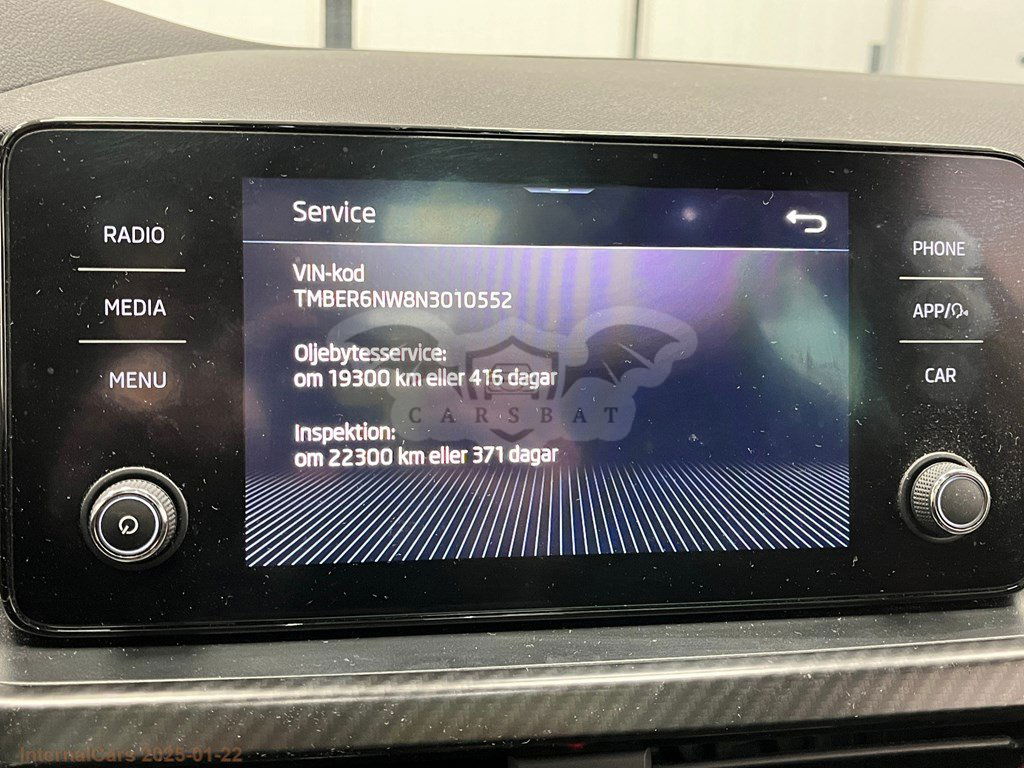 Service
RADIO
MEDIA
MENU
VIN-kod
TMBER6NW8N3010552
Oljebytesservice:
om 19300 km eller 416 dagar
CARSBAT
Inspektion:
om 22300 km eller 371 dagar
PHONE
APP/
CAR
InternalCars 2025-01-22